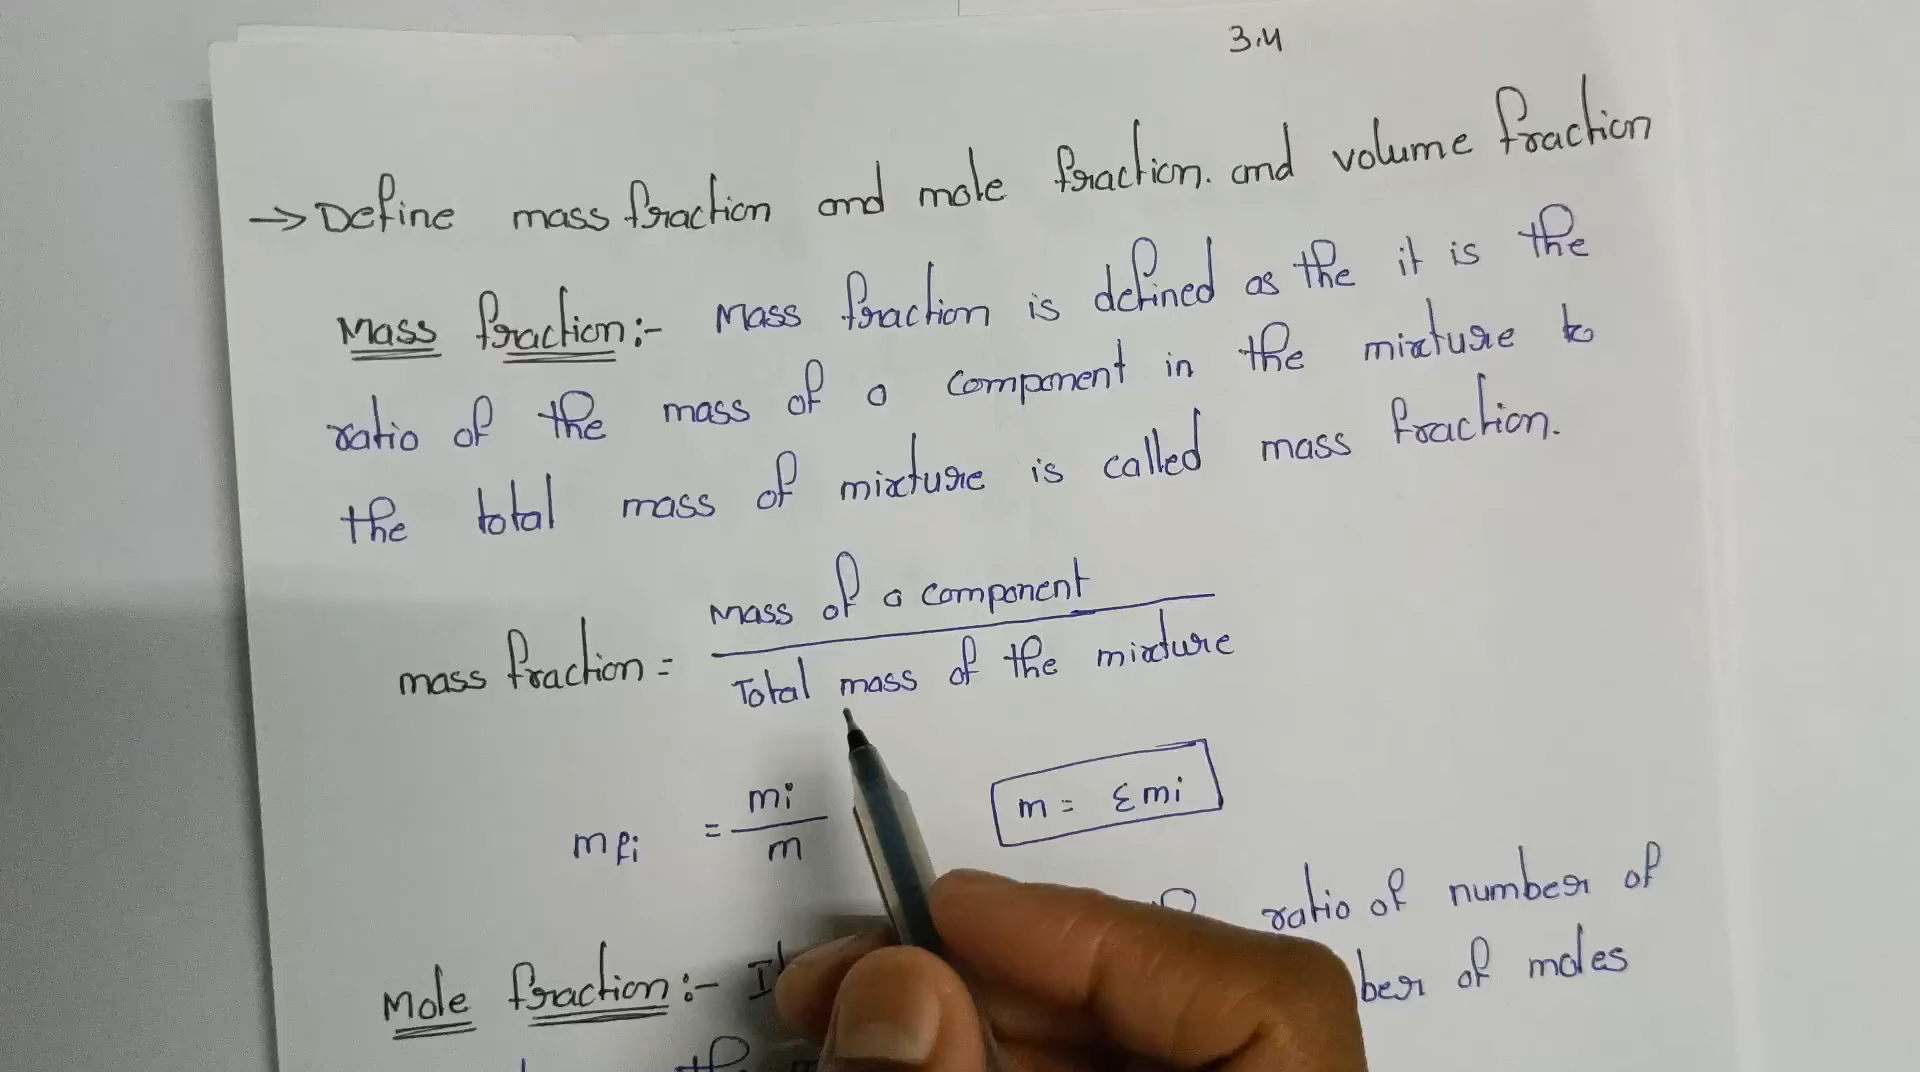 3.4
→ Define mass fraction and mole fraction. and volume fraction
Mass fraction:- Mass fraction is defined as the it is the
ratio of the mass of a component in the mixture to
the total mass of mixture is called mass fraction.
mass fraction = Mass of a component
Total mass of the mixture
mfi = mi
m
m = Σmi
Mole fraction:- ratio of number of
of moles
the